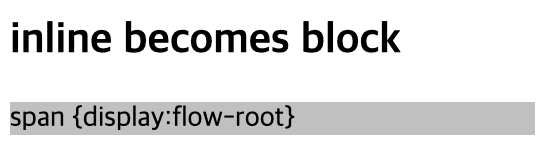 inline becomes block
span {display:flow-root}